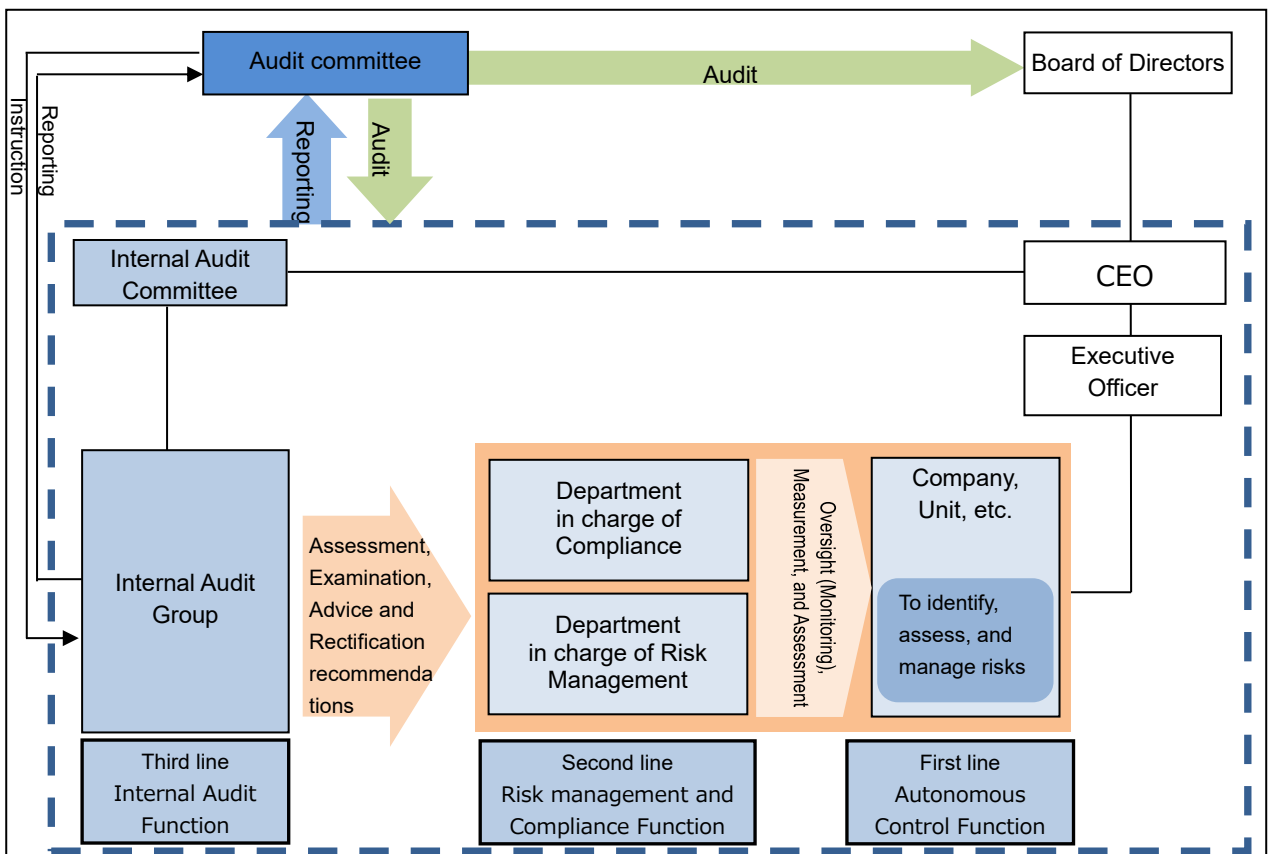 Audit committee
Audit
Board of Directors
Instruction
Reporting
Reporting
Audit
Internal Audit
Committee
CEO
Executive
Officer
Internal Audit
Group
Assessment,
Examination,
Advice and
Rectification
recommenda
tions
Department
in charge of
Compliance
Department
in charge of Risk
Management
Oversight (Monitoring),
Measurement, and Assessment
Company,
Unit, etc.
To identify,
assess, and
manage risks
Third line
Internal Audit
Function
Second line
Risk management and
Compliance Function
First line
Autonomous
Control Function